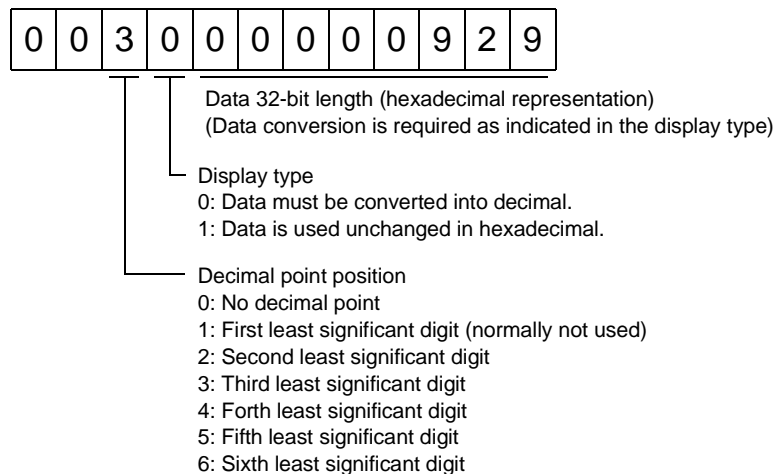 0 0 3 0 0 0 0 0 0 9 2 9
Data 32-bit length (hexadecimal representation)
(Data conversion is required as indicated in the display type)
Display type
0: Data must be converted into decimal.
1: Data is used unchanged in hexadecimal.
Decimal point position
0: No decimal point
1: First least significant digit (normally not used)
2: Second least significant digit
3: Third least significant digit
4: Forth least significant digit
5: Fifth least significant digit
6: Sixth least significant digit